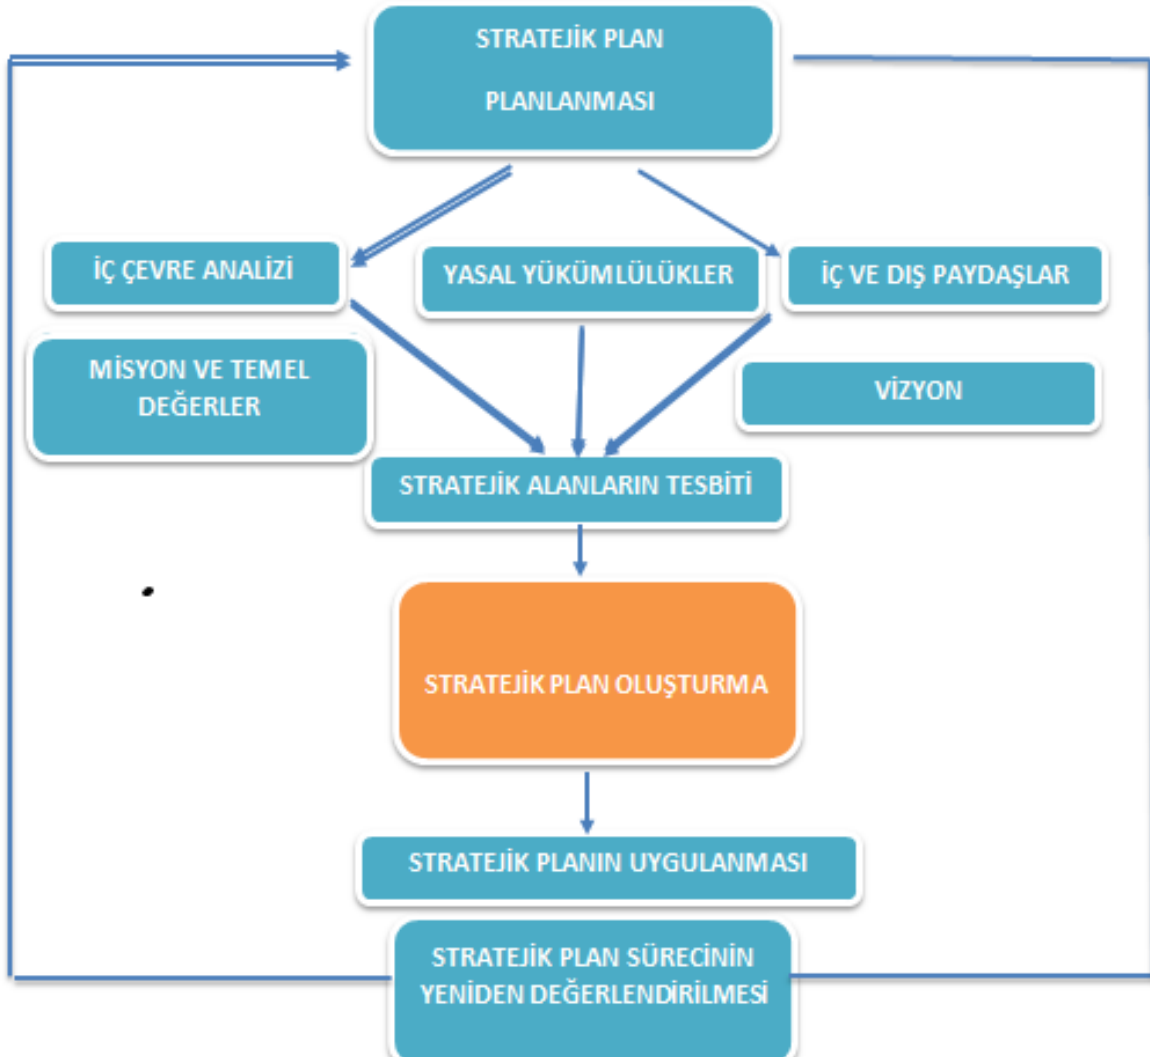 STRATEJİK PLAN
PLANLANMASI
İÇ ÇEVRE ANALİZİ
YASAL YÜKÜMLÜLÜKLER
İÇ VE DIŞ PAYDAŞLAR
MİSYON VE TEMEL
DEĞERLER
VİZYON
STRATEJİK ALANLARIN TESBİTİ
STRATEJİK PLAN OLUŞTURMA
STRATEJİK PLANIN UYGULANMASI
STRATEJİK PLAN SÜRECİNİN
YENİDEN DEĞERLENDİRİLMESİ